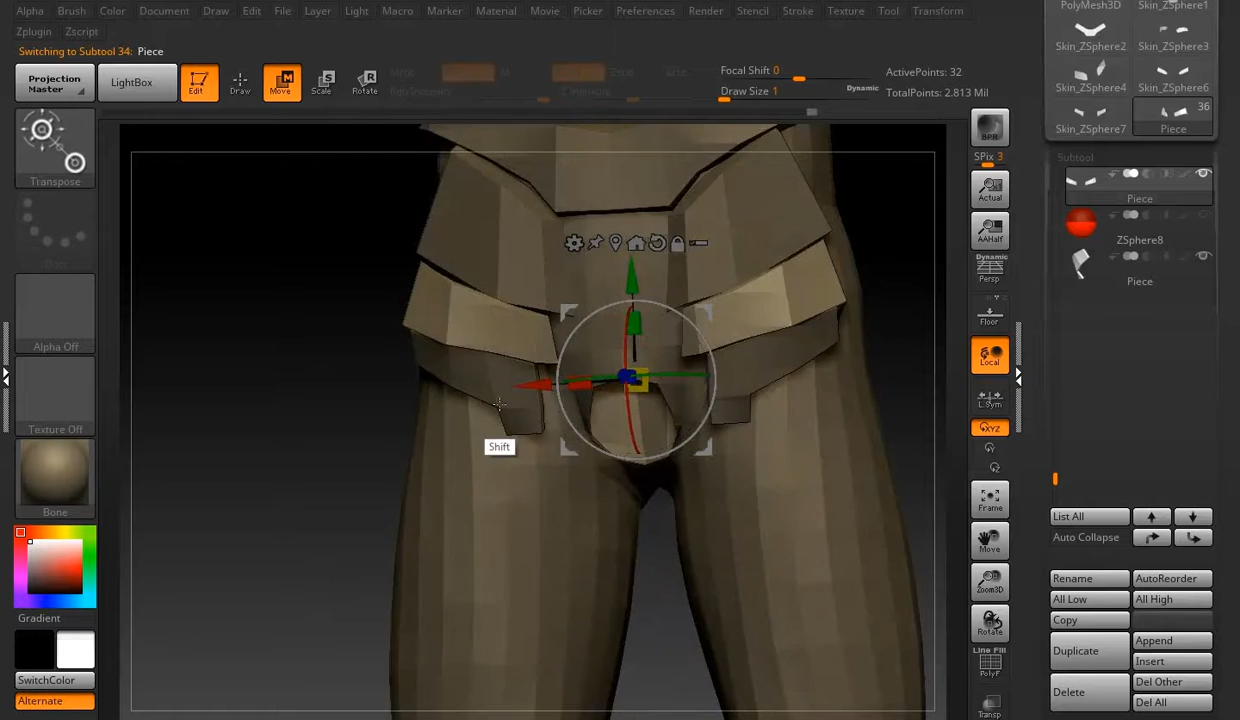 Alpha Brush Color Document Draw Edit File Layer Light Macro Marker Material Movie Picker Preferences Render Stencil Stroke Texture Tool Transform
Zplugin Zscript
Switching to Subtool 34: Piece
Projection Master
LightBox
Edit
Draw
Move
Scale
Rotate
M
Focal Shift 0
Draw Size 1
Dynamic
ActivePoints: 32
TotalPoints: 2.813 Mil
Transpose
Alpha Off
Texture Off
Bone
Gradient
SwitchColor
Alternate
Shift
BPR
SPix 3
Actual
AAHalf
Dynamic
Persp
Floor
Local
L.Sym
XYZ
Frame
Move
Zoom3D
Rotate
Line Fill
PolyF
Transp
PolyMesh3D Skin_ZSphere1
Skin_ZSphere2 Skin_ZSphere3
Skin_ZSphere4 Skin_ZSphere6
36
Skin_ZSphere7 Piece
Subtool
Piece
ZSphere8
Piece
List All
Auto Collapse
Rename AutoReorder
All Low All High
Copy
Duplicate Append
Insert
Delete Del Other
Del All